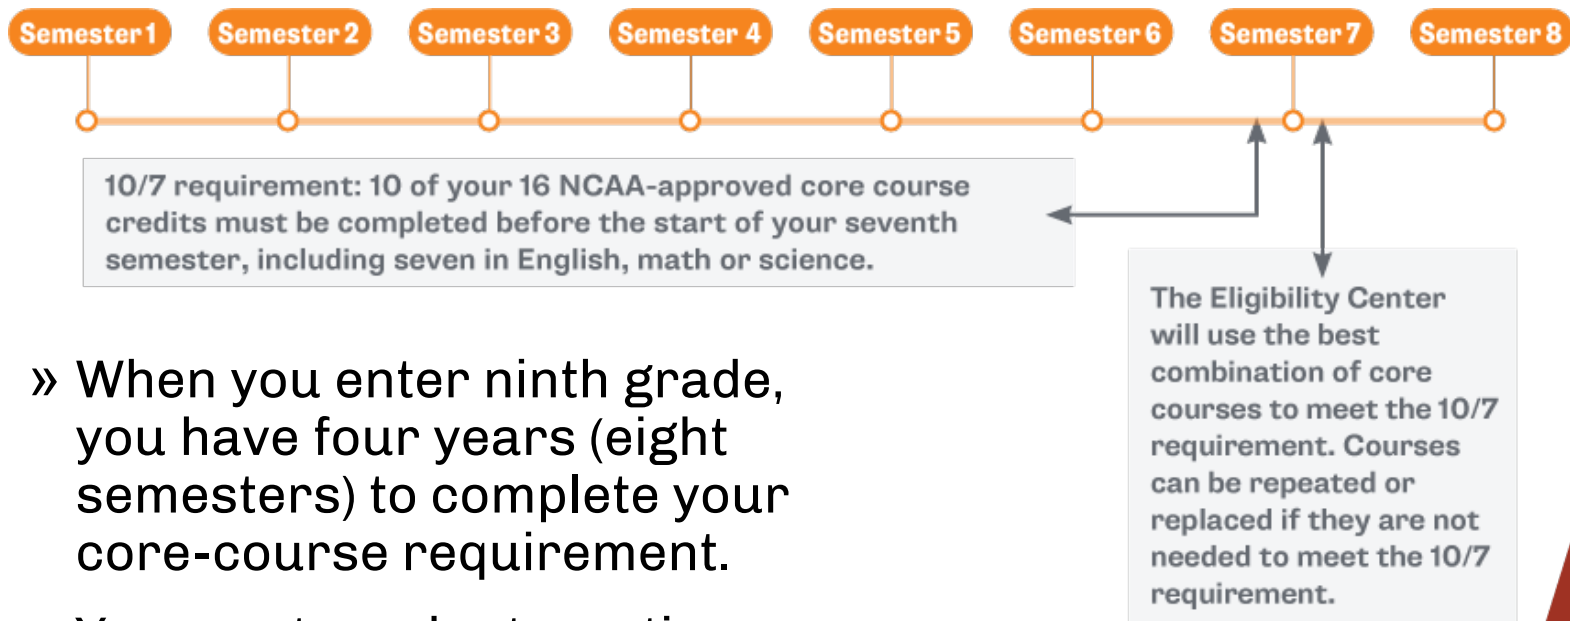 Semester 1 Semester 2 Semester 3 Semester 4 Semester 5 Semester 6 Semester 7 Semester 8
10/7 requirement: 10 of your 16 NCAA-approved core course
credits must be completed before the start of your seventh
semester, including seven in English, math or science.
The Eligibility Center
will use the best
combination of core
courses to meet the 10/7
requirement. Courses
can be repeated or
replaced if they are not
needed to meet the 10/7
requirement.
» When you enter ninth grade,
you have four years (eight
semesters) to complete your
core-course requirement.